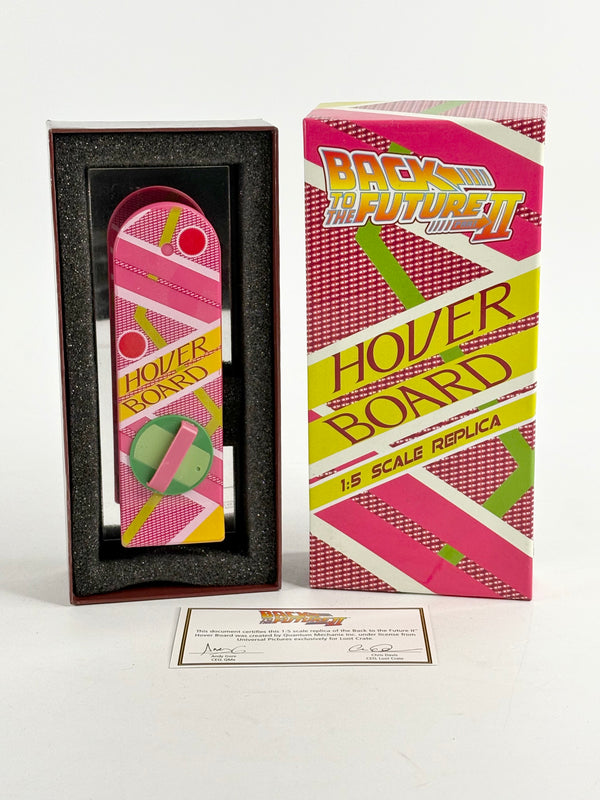 HOVER
BOARD
BACK
TO THE FUTURE II
HOVER
BOARD
1:5 SCALE REPLICA
BACK
TO THE FUTURE II
This document certifies this 1:5 scale replica of the Back to the Future II™
Hover Board was created by Quantum Mechanix Inc. under license from
Universal Pictures exclusively for Loot Crate.
Andy Gore
CEO, QMx
Chris Davis
CEO, Loot Crate